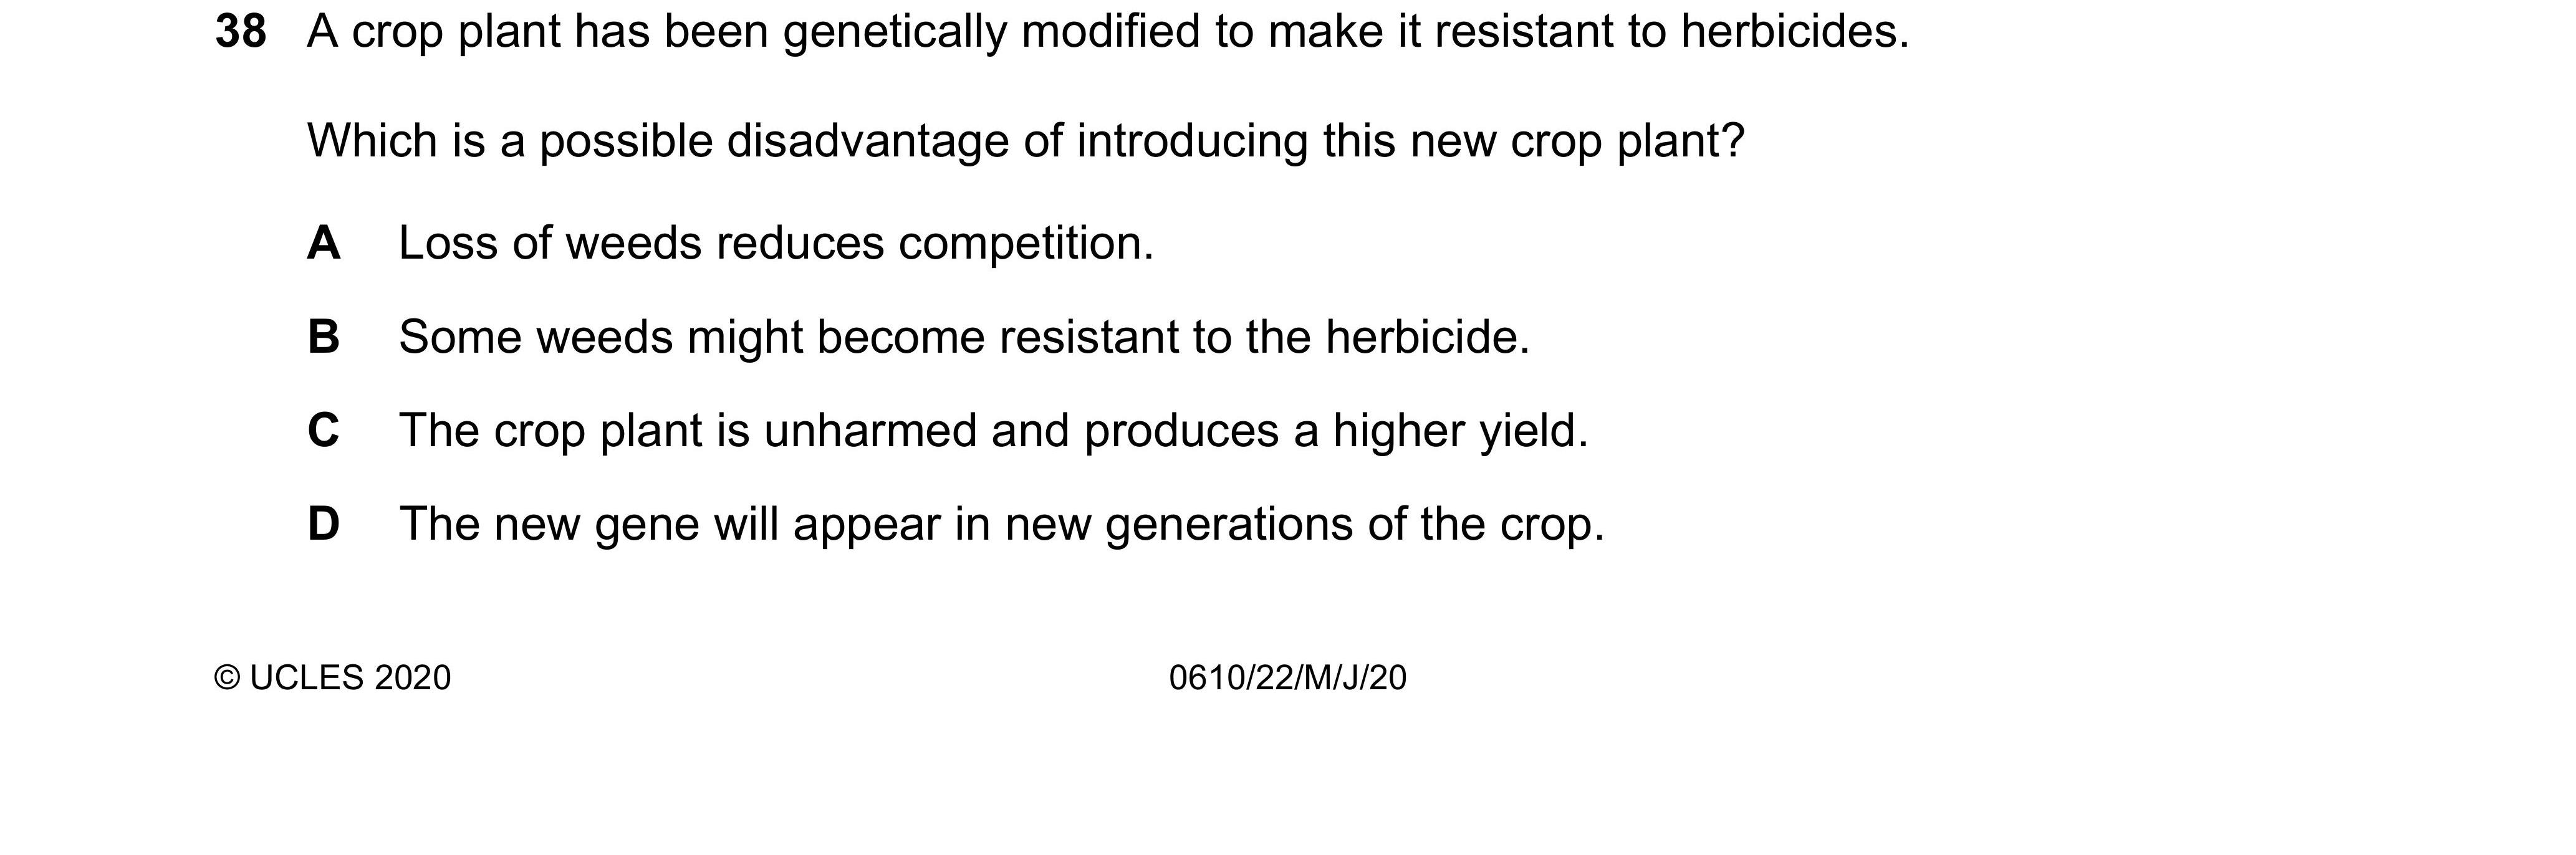 38 A crop plant has been genetically modified to make it resistant to herbicides.
Which is a possible disadvantage of introducing this new crop plant?
A Loss of weeds reduces competition.
B Some weeds might become resistant to the herbicide.
C The crop plant is unharmed and produces a higher yield.
D The new gene will appear in new generations of the crop.
© UCLES 2020 0610/22/M/J/20